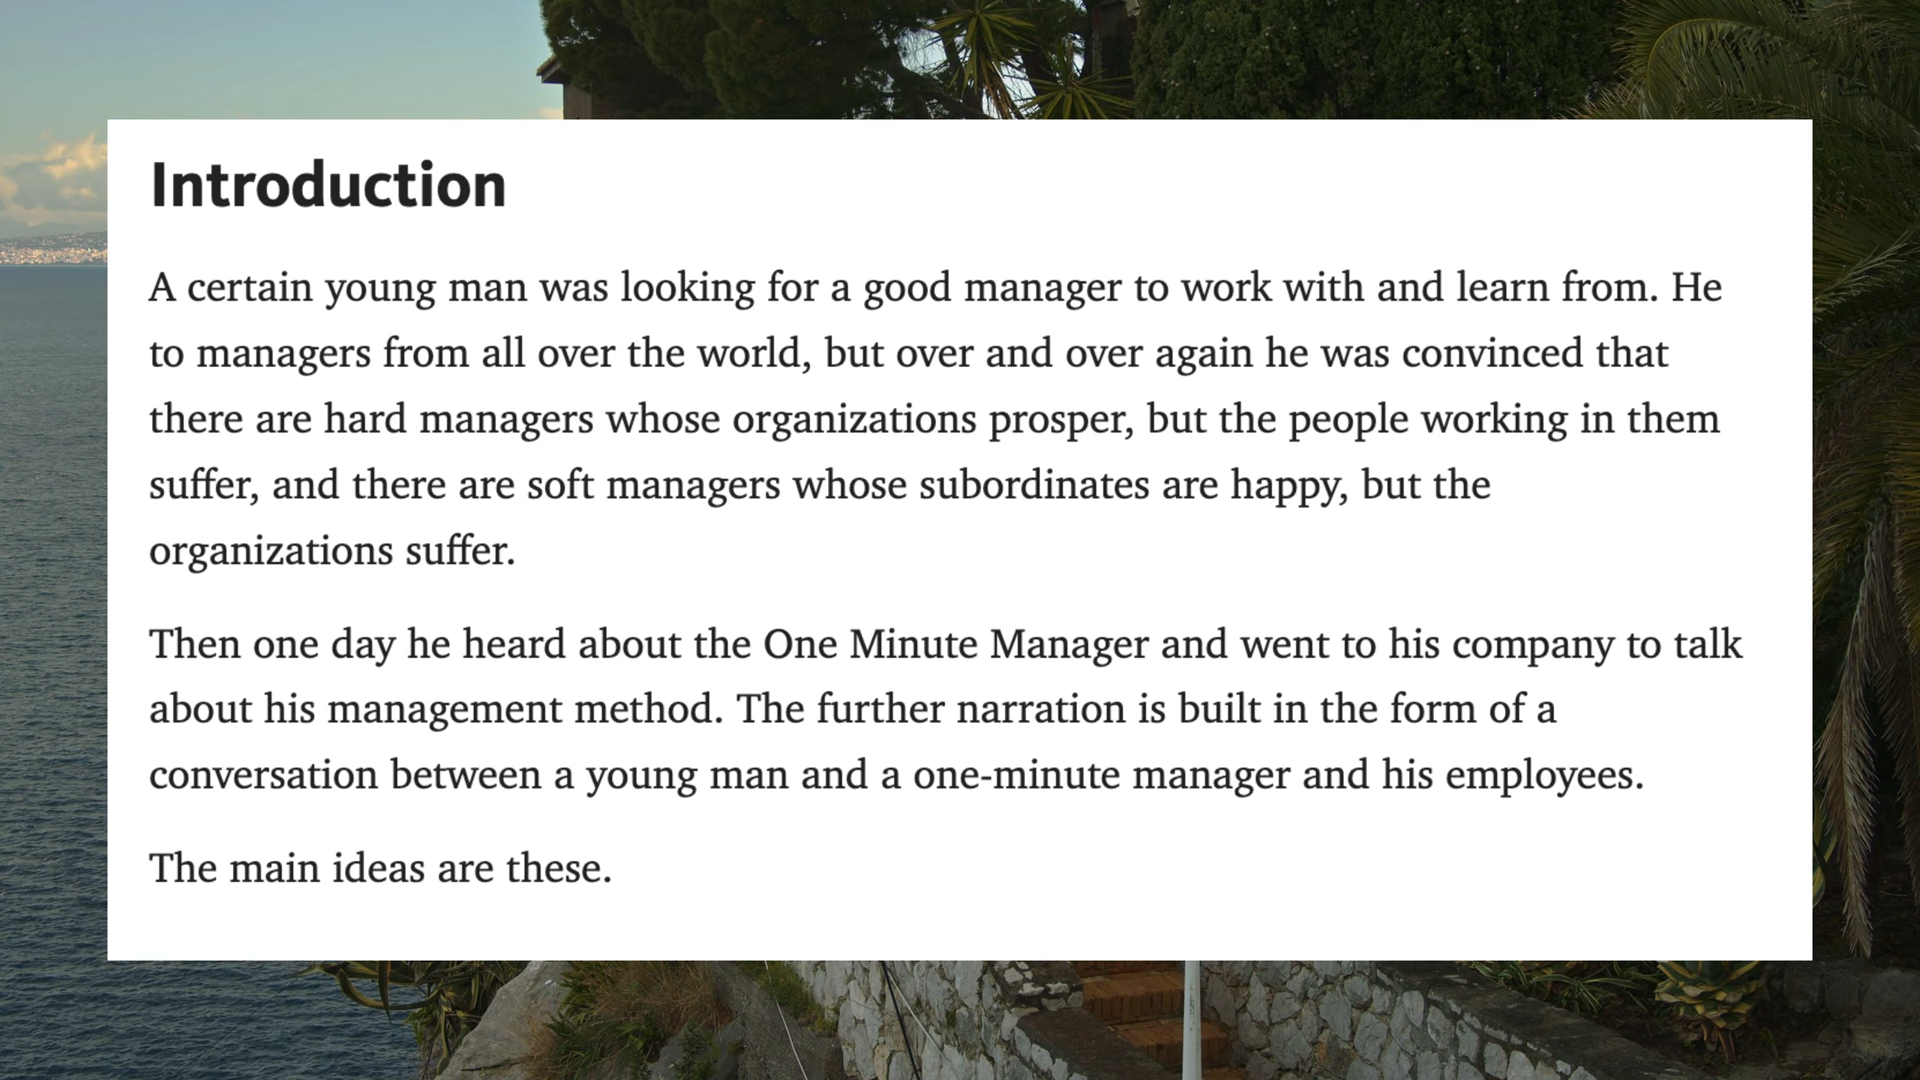 Introduction
A certain young man was looking for a good manager to work with and learn from. He
to managers from all over the world, but over and over again he was convinced that
there are hard managers whose organizations prosper, but the people working in them
suffer, and there are soft managers whose subordinates are happy, but the
organizations suffer.
Then one day he heard about the One Minute Manager and went to his company to talk
about his management method. The further narration is built in the form of a
conversation between a young man and a one-minute manager and his employees.
The main ideas are these.